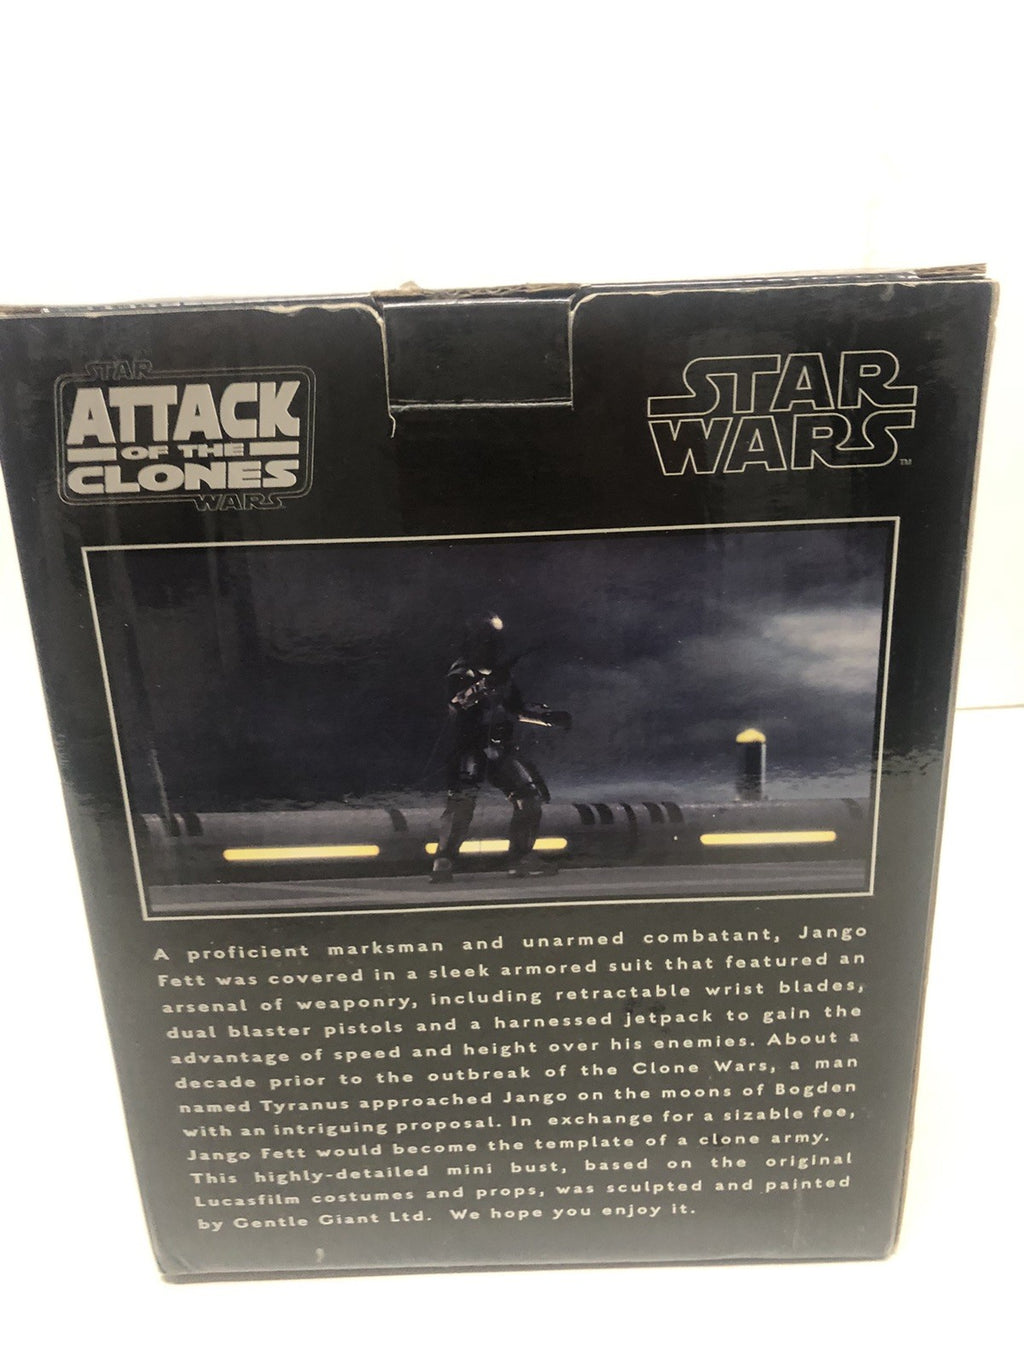 STAR
ATTACK
OF THE
CLONES
WARS
STAR
WARS™
A proficient marksman and unarmed combatant, Jango
Fett was covered in a sleek armored suit that featured an
arsenal of weaponry, including retractable wrist blades,
dual blaster pistols and a harnessed jetpack to gain the
advantage of speed and height over his enemies. About a
decade prior to the outbreak of the Clone Wars, a man
named Tyranus approached Jango on the moons of Bogden
with an intriguing proposal. In exchange for a sizable fee,
Jango Fett would become the template of a clone army.
This highly-detailed mini bust, based on the original
Lucasfilm costumes and props, was sculpted and painted
by Gentle Giant Ltd. We hope you enjoy it.